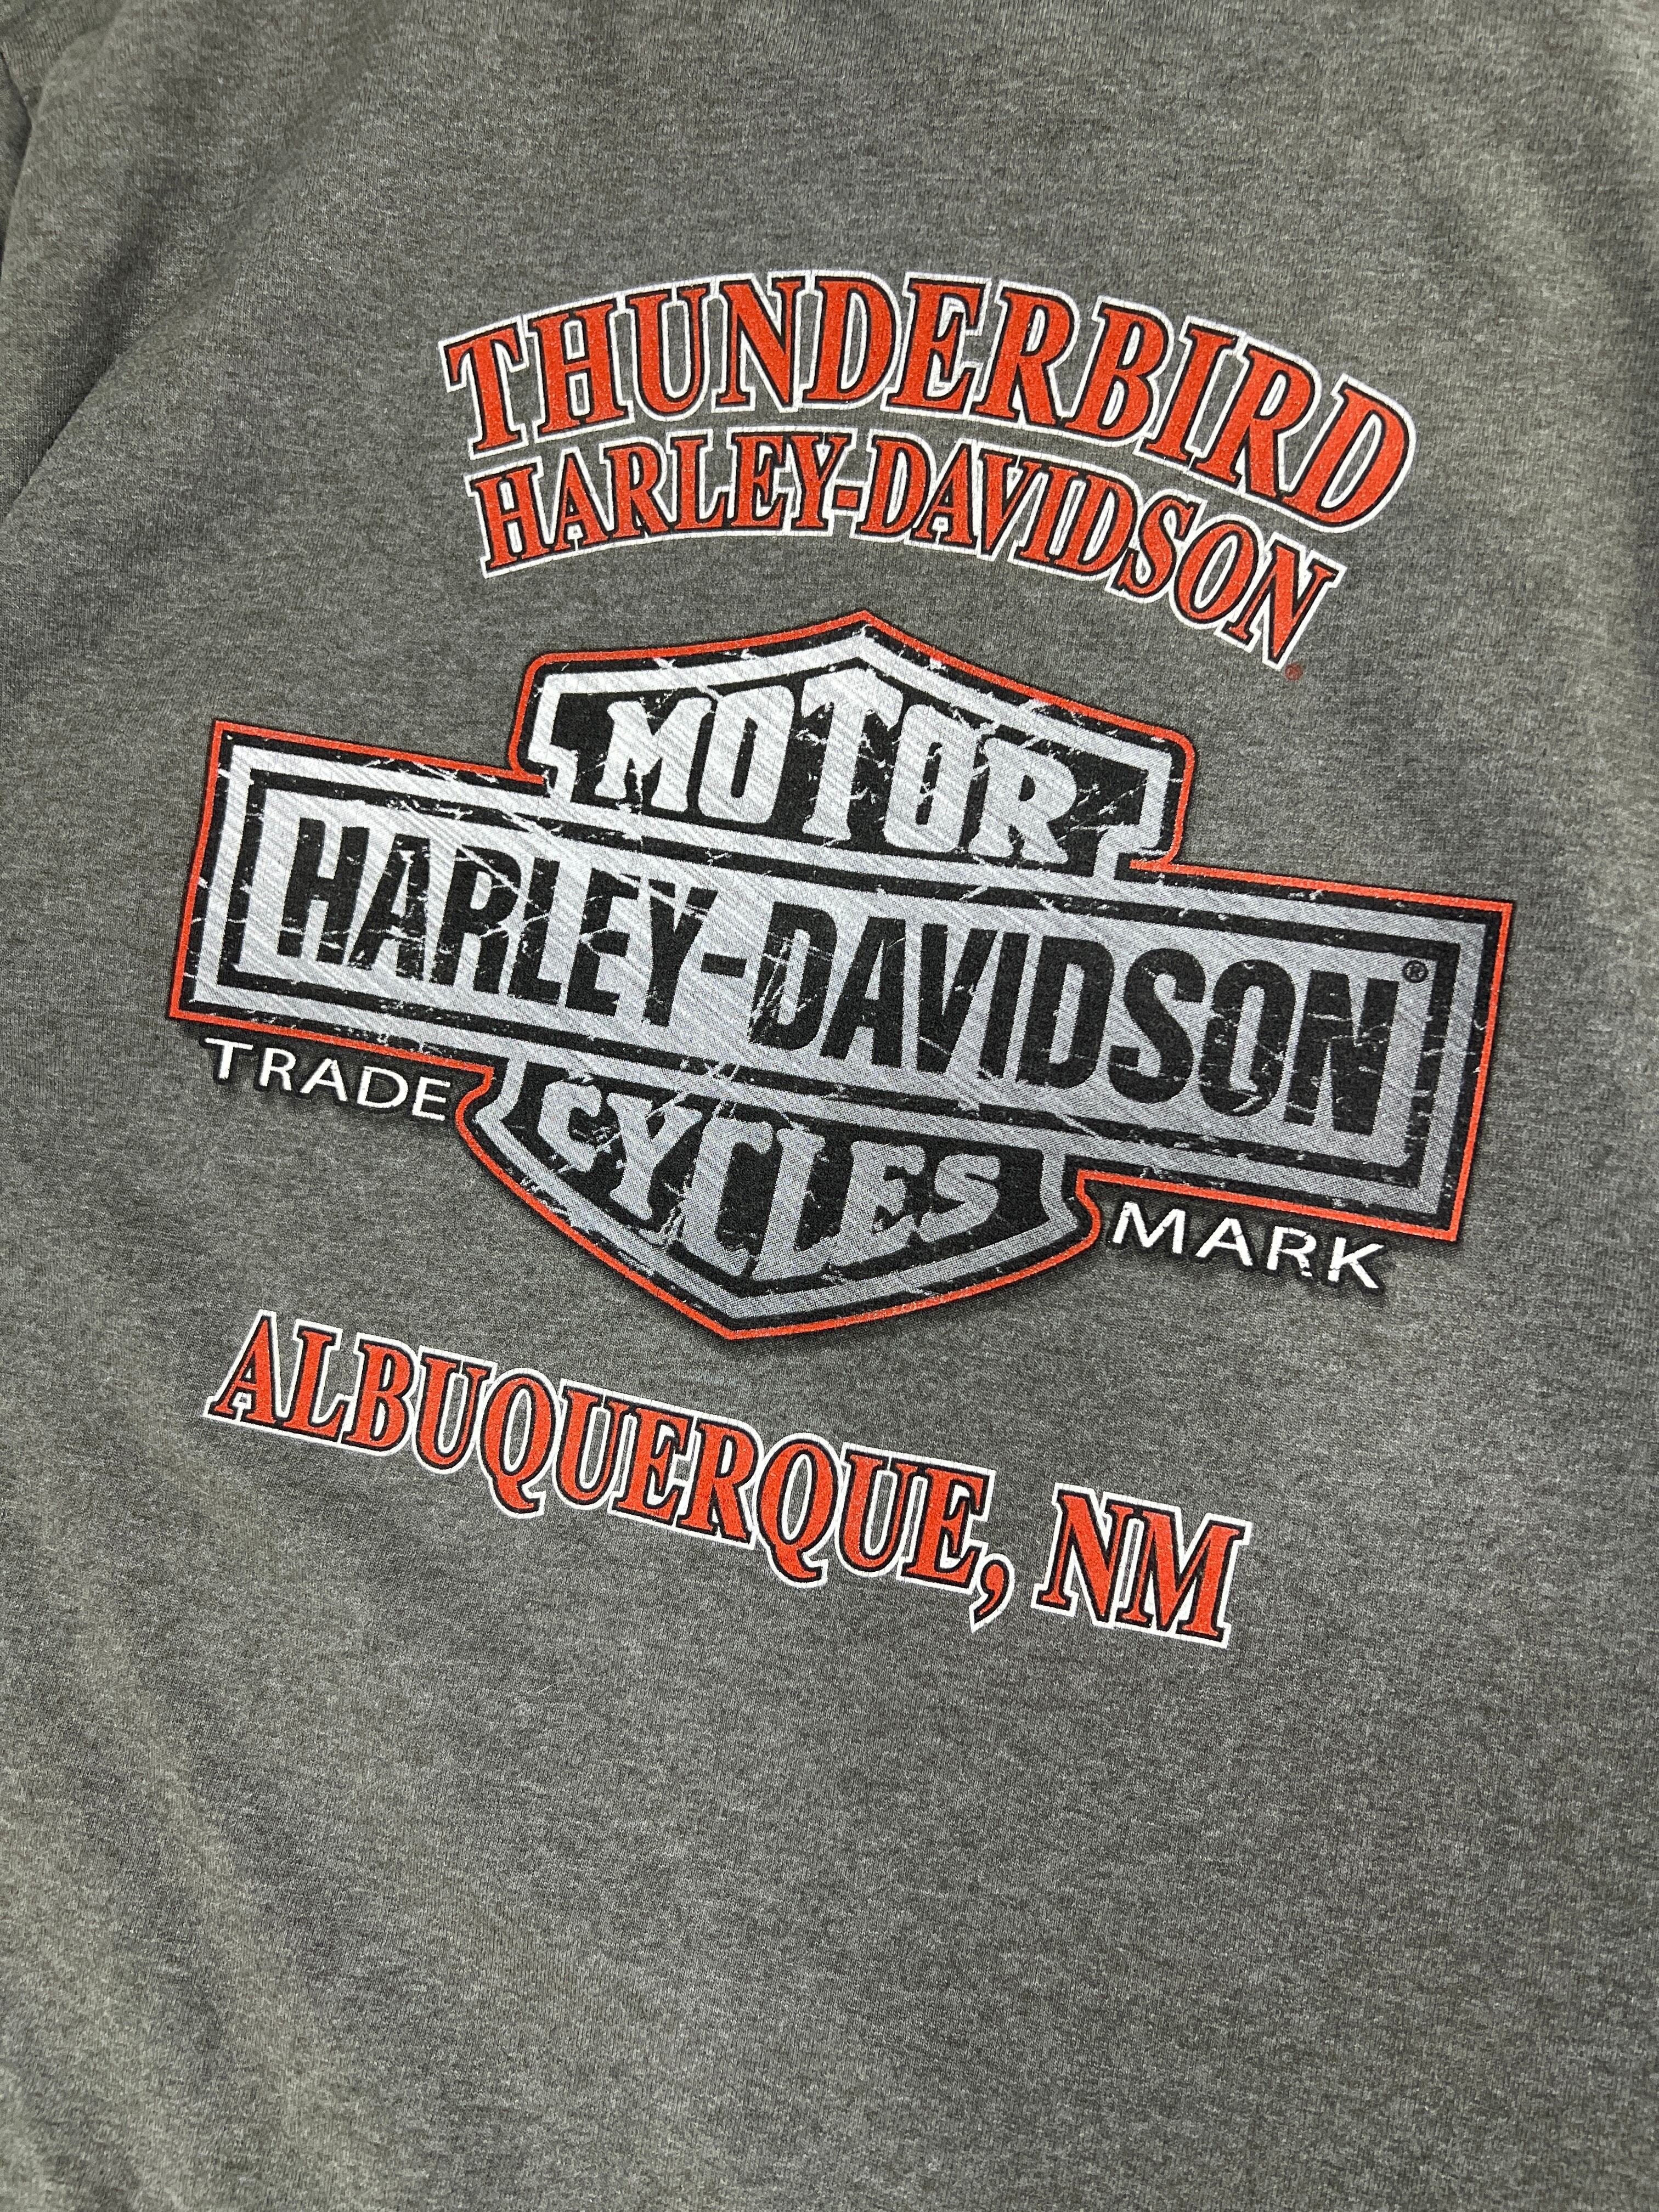 THUNDERBIRD
HARLEY-DAVIDSON®
MOTOR
HARLEY-DAVIDSON®
CYCLES
TRADE MARK
ALBUQUERQUE, NM